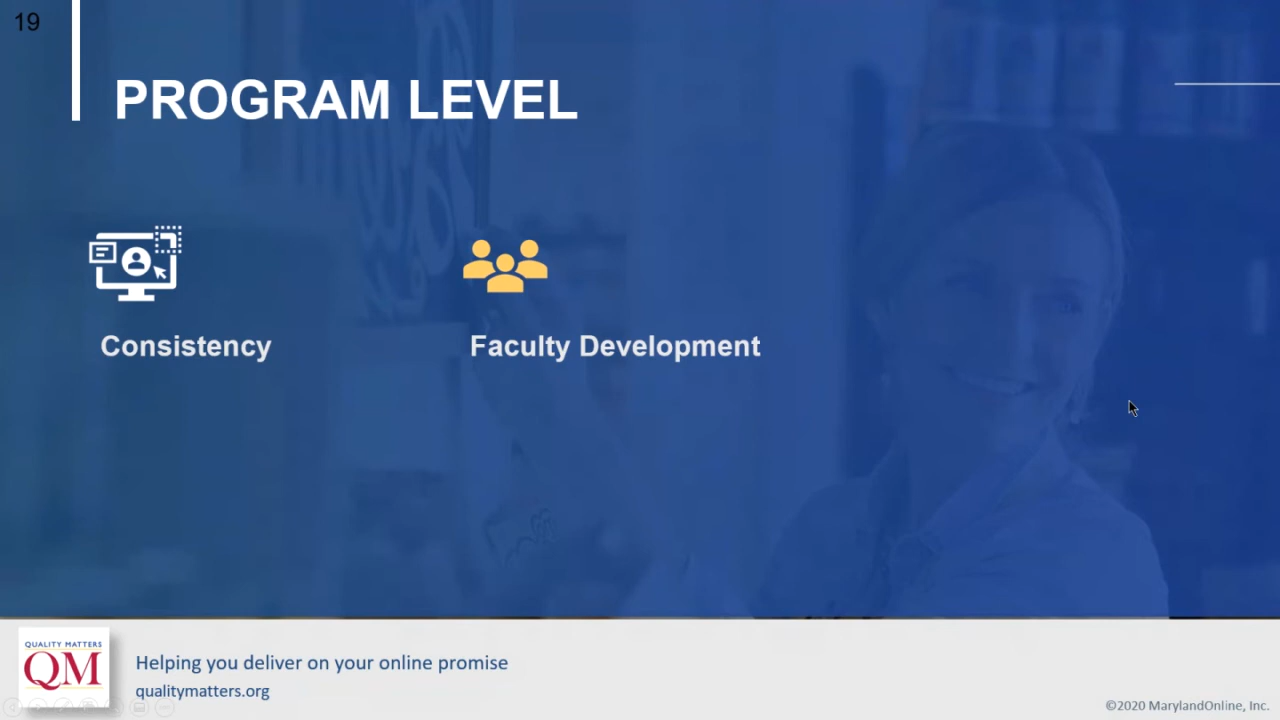 19
PROGRAM LEVEL
Consistency
Faculty Development
QUALITY MATTERS
QM
Helping you deliver on your online promise
qualitymatters.org
©2020 MarylandOnline, Inc.